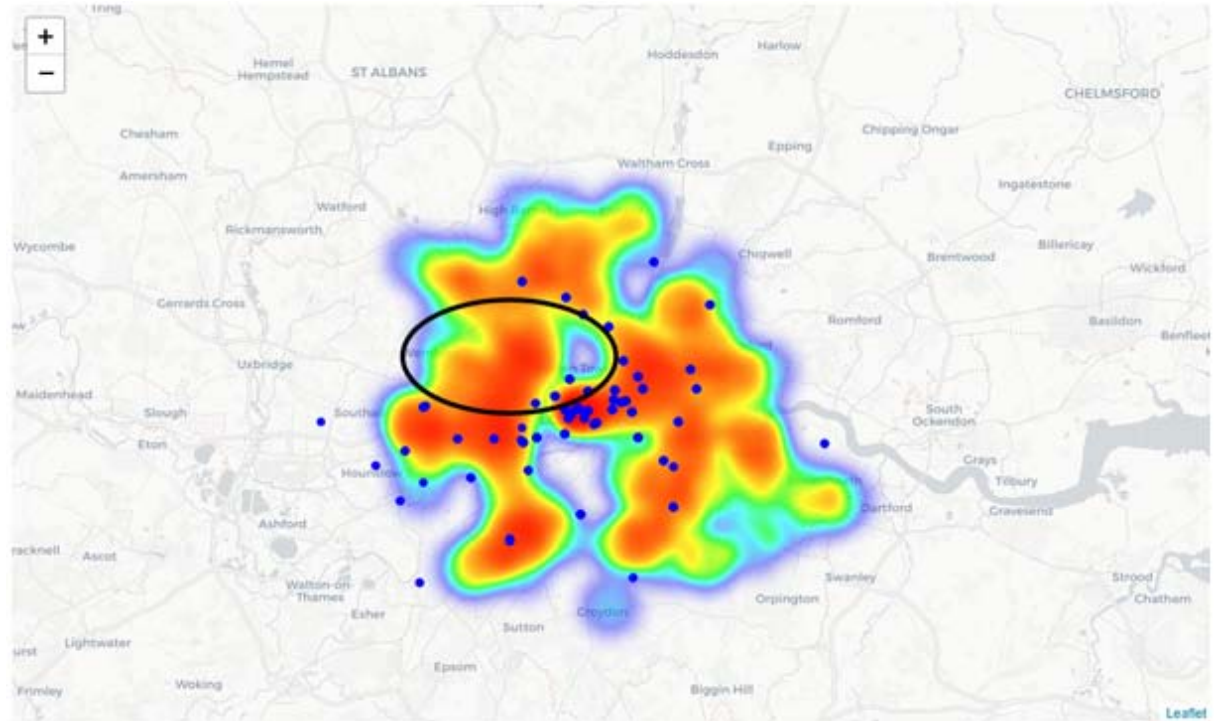 Tring
+
Harlow
Hoddesdon
−
Hemel
Hempstead
ST ALBANS
CHELMSFORD
Chesham
Chipping Ongar
Epping
Waltham Cross
Amersham
Ingatestone
Watford
High
Rickmansworth
Wycombe
Billericay
Chigwell
Brentwood
Wickford
Gerrards Cross
Romford
Basildon
Benfleet
Uxbridge
Maidenhead
Slough
South
Ockendon
Eton
Grays
Tilbury
Dartford
Gravesend
Ashford
Ascot
Swanley
Strood
Walton-on-
Thames
Orpington
Chatham
Esher
Croydon
Sutton
Lightwater
Epsom
Woking
Biggin Hill
Frimley
Leaflet